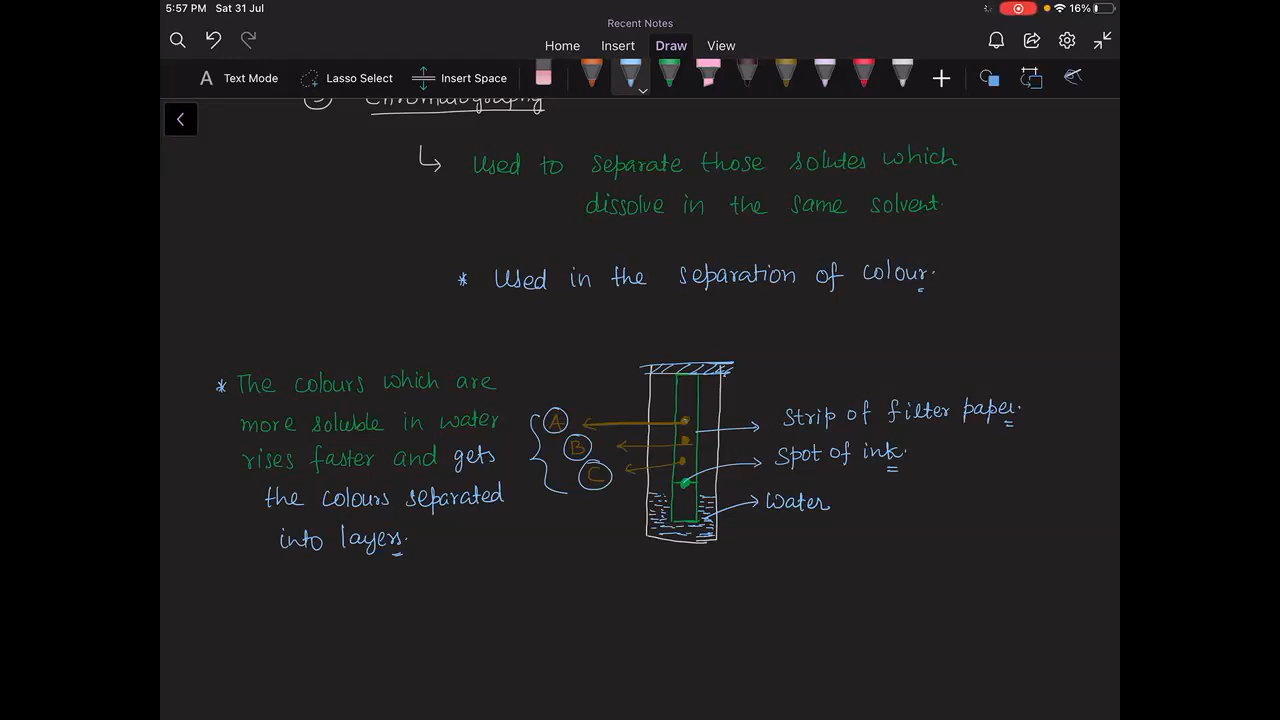 5:57 PM Sat 31 Jul
16%
Recent Notes
Home Insert Draw View
Text Mode Lasso Select Insert Space
Chromatography
Used to separate those solutes which
dissolve in the same solvent.
* Used in the separation of colour.
* The colours which are
more soluble in water
rises faster and gets
the colours separated
into layers.
A
B
C
Strip of filter paper.
Spot of ink.
Water